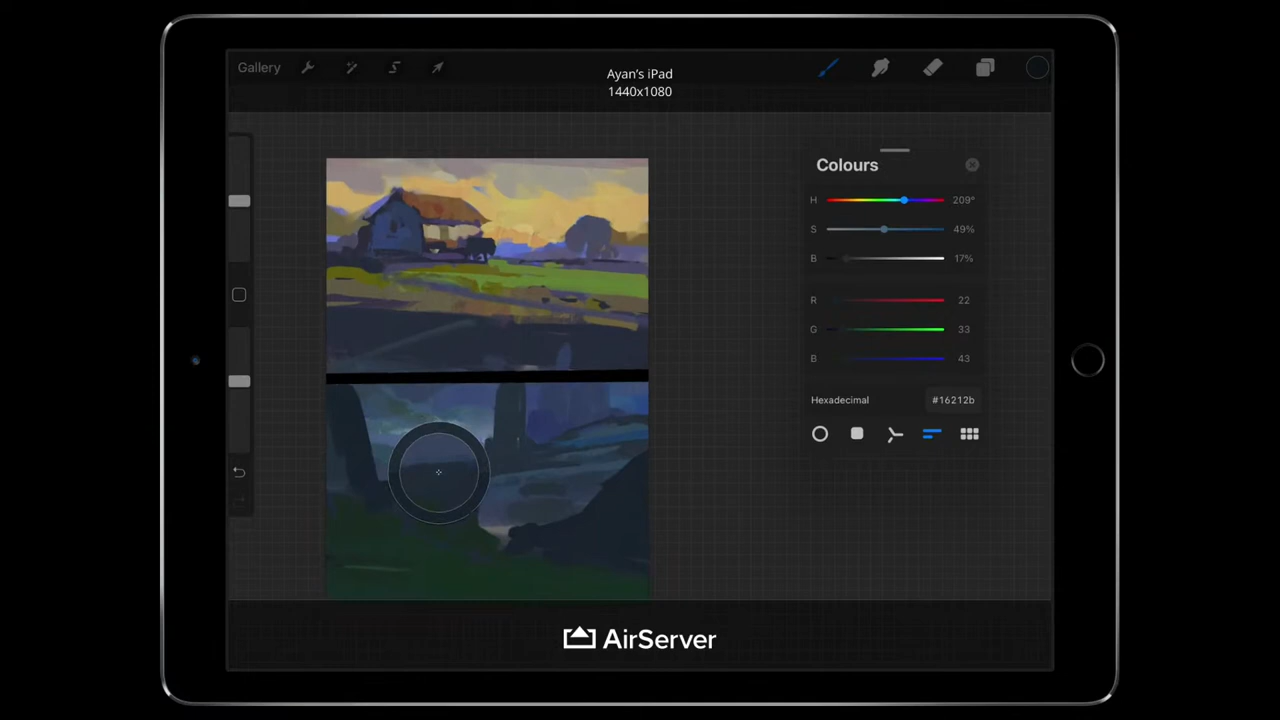 Gallery
Ayan's iPad
1440x1080
Colours
H 209°
S 49%
B 17%
R 22
G 33
B 43
Hexadecimal #16212b
AirServer